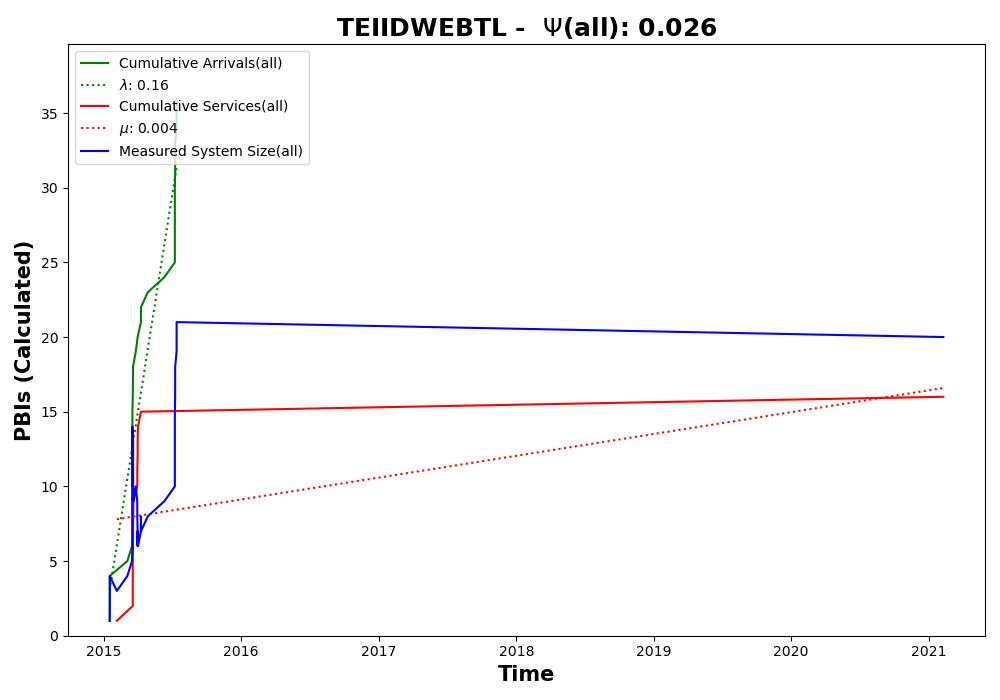 TEIIDWEBTL -  Ψ(all): 0.026
Cumulative Arrivals(all)
λ: 0.16
Cumulative Services(all)
μ: 0.004
Measured System Size(all)
PBIs (Calculated)
35
30
25
20
15
10
5
0
2015 2016 2017 2018 2019 2020 2021
Time